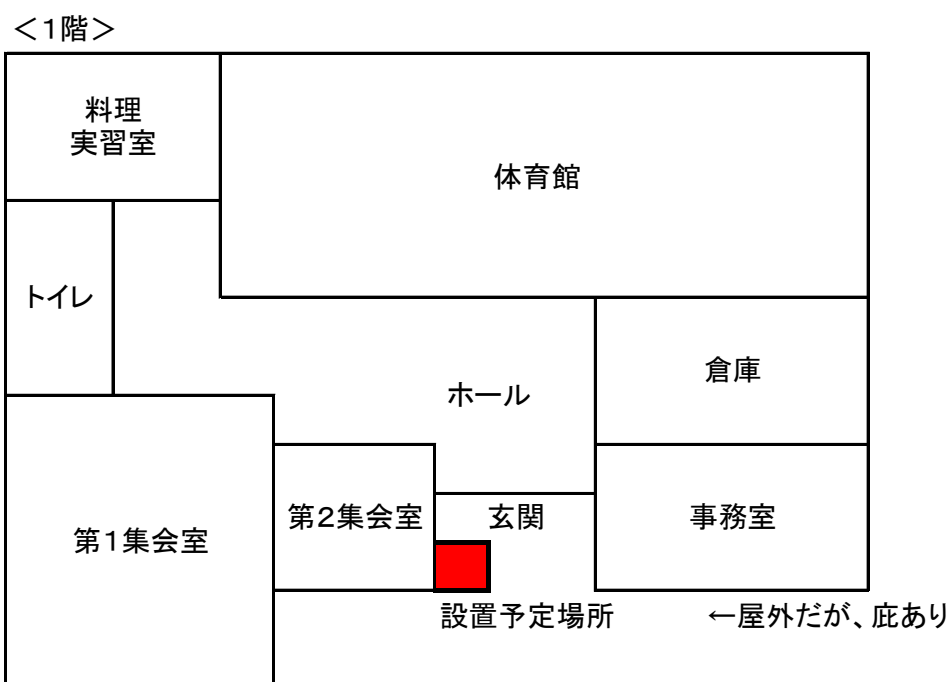 ＜１階＞
料理
実習室
体育館
トイレ
倉庫
ホール
第１集会室
第２集会室
玄関
事務室
設置予定場所
←屋外だが、庇あり